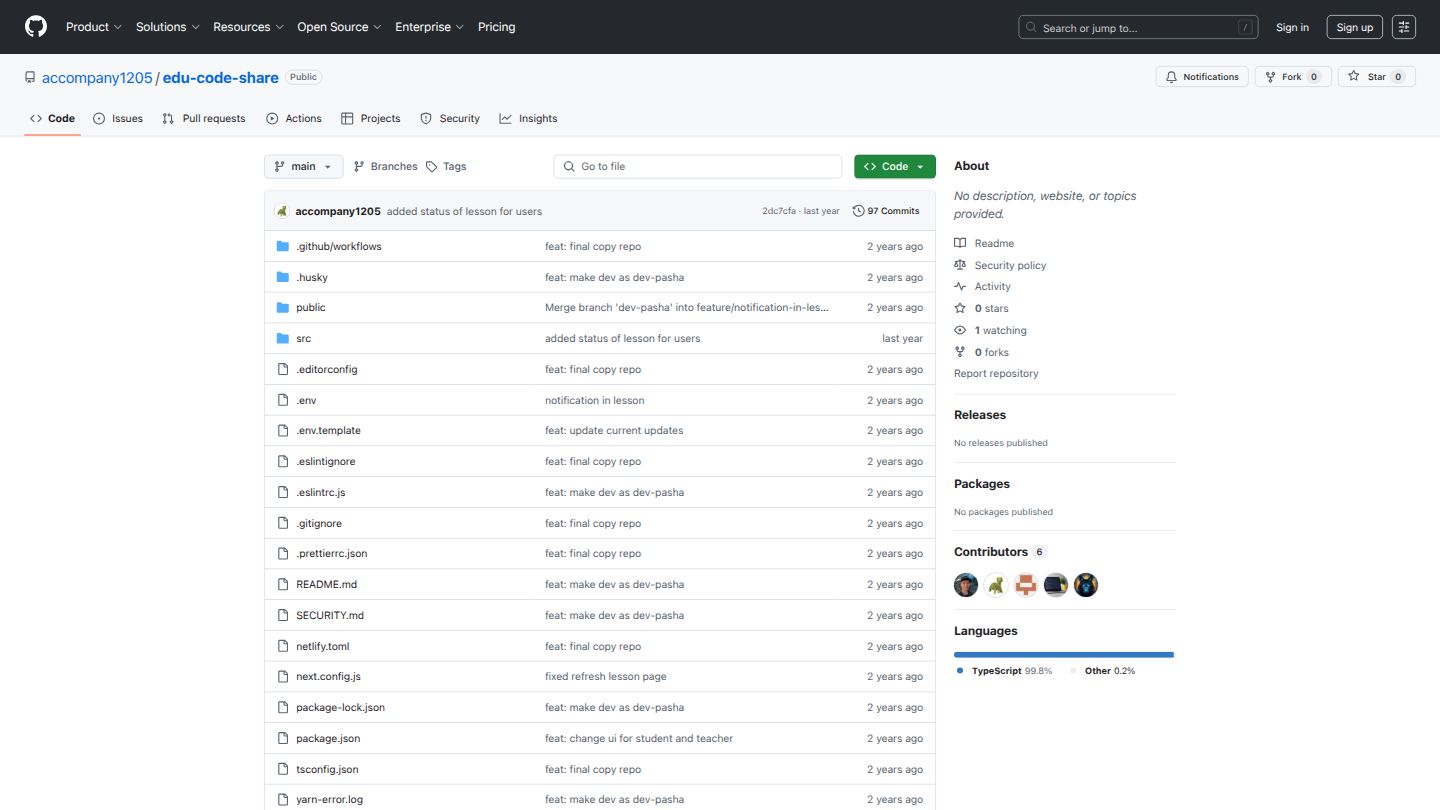 Product Solutions Resources Open Source Enterprise Pricing Search or jump to... / Sign in Sign up
accompany1205 / edu-code-share Public Notifications Fork 0 Star 0
Code Issues Pull requests Actions Projects Security Insights
main Branches Tags Go to file Code
accompany1205 added status of lesson for users 2dc7cfa · last year 97 Commits
.github/workflows feat: final copy repo 2 years ago
.husky feat: make dev as dev-pasha 2 years ago
public Merge branch 'dev-pasha' into feature/notification-in-les... 2 years ago
src added status of lesson for users last year
.editorconfig feat: final copy repo 2 years ago
.env notification in lesson 2 years ago
.env.template feat: update current updates 2 years ago
.eslintignore feat: final copy repo 2 years ago
.eslintrc.js feat: make dev as dev-pasha 2 years ago
.gitignore feat: final copy repo 2 years ago
.prettierrc.json feat: final copy repo 2 years ago
README.md feat: make dev as dev-pasha 2 years ago
SECURITY.md feat: make dev as dev-pasha 2 years ago
netlify.toml feat: final copy repo 2 years ago
next.config.js fixed refresh lesson page 2 years ago
package-lock.json feat: make dev as dev-pasha 2 years ago
package.json feat: change ui for student and teacher 2 years ago
tsconfig.json feat: final copy repo 2 years ago
yarn-error.log feat: make dev as dev-pasha 2 years ago
About
No description, website, or topics
provided.
Readme
Security policy
Activity
0 stars
1 watching
0 forks
Report repository
Releases
No releases published
Packages
No packages published
Contributors 6
Languages
TypeScript 99.8% Other 0.2%